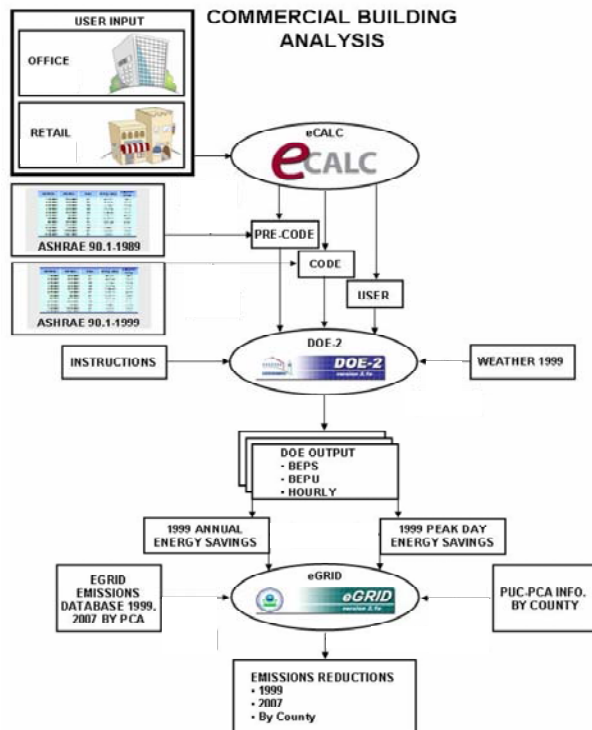 COMMERCIAL BUILDING
ANALYSIS
USER INPUT
OFFICE
RETAIL
eCALC
eCALC
ASHRAE 90.1-1989
ASHRAE 90.1-1999
PRE-CODE
CODE
USER
DOE-2
DOE-2
version 2.1e
INSTRUCTIONS
WEATHER 1999
DOE OUTPUT
• BEPS
• BEPU
• HOURLY
1999 ANNUAL
ENERGY SAVINGS
1999 PEAK DAY
ENERGY SAVINGS
eGRID
eGRID
EGRID
EMISSIONS
DATABASE 1999,
2007 BY PCA
PUC-PCA INFO.
BY COUNTY
EMISSIONS REDUCTIONS
• 1999
• 2007
• By County